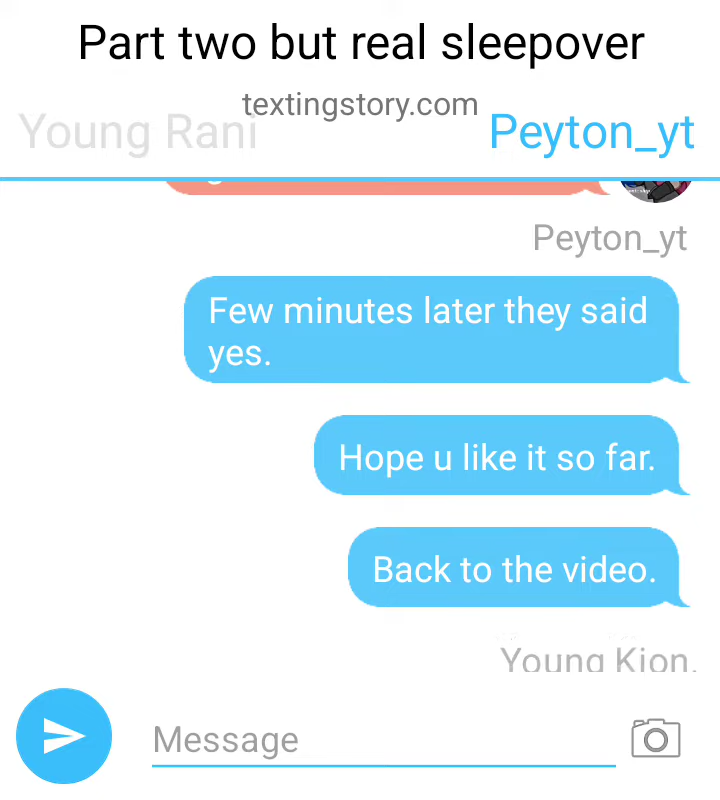 Part two but real sleepover
textingstory.com
Young Rani
Peyton_yt
Peyton_yt
Few minutes later they said
yes.
Hope u like it so far.
Back to the video.
Young Kion.
Message